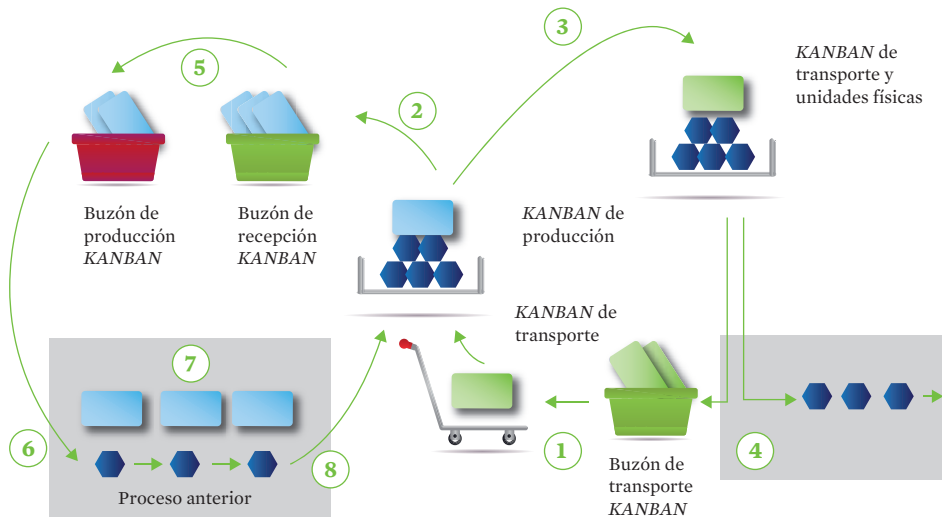 3
KANBAN de
transporte y
unidades físicas
5
2
Buzón de
producción
KANBAN
Buzón de
recepción
KANBAN
KANBAN de
producción
KANBAN de
transporte
7
6
8
Proceso anterior
1
Buzón de
transporte
KANBAN
4